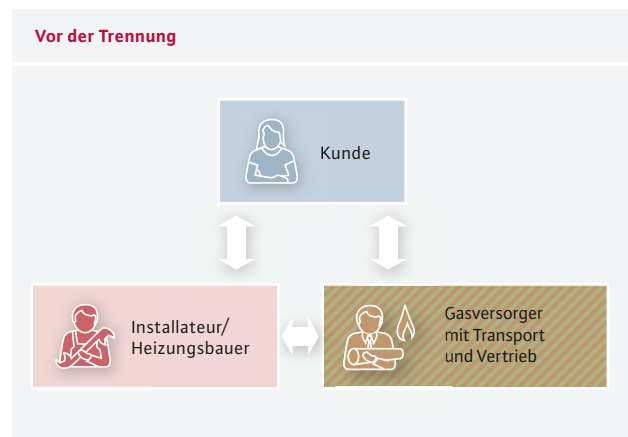 Vor der Trennung
Kunde
Installateur/
Heizungsbauer
Gasversorger
mit Transport
und Vertrieb